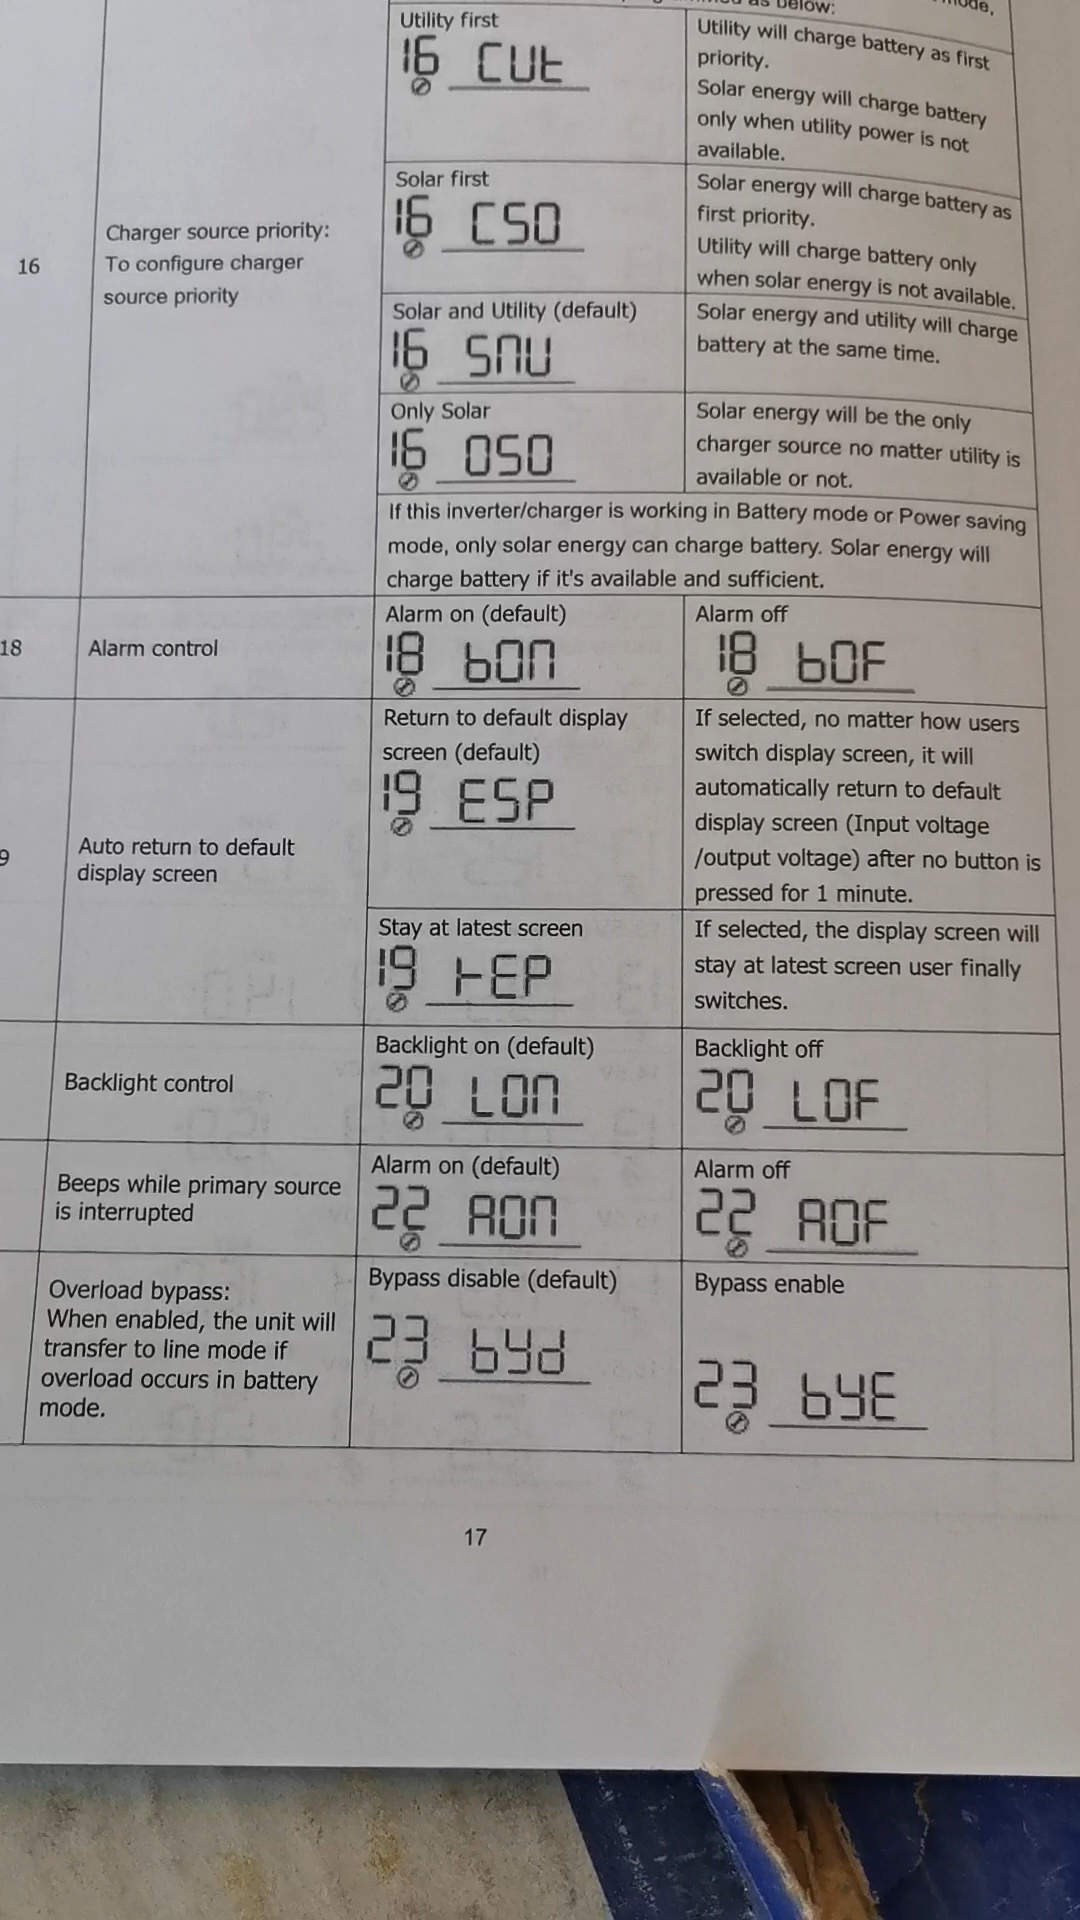 as below:
mode,
Utility first
16 CUt
Utility will charge battery as first
priority.
Solar energy will charge battery
only when utility power is not
available.
16
Charger source priority:
To configure charger
source priority
Solar first
16 CSO
Solar energy will charge battery as
first priority.
Utility will charge battery only
when solar energy is not available.
Solar and Utility (default)
16 SNU
Solar energy and utility will charge
battery at the same time.
Only Solar
16 OSO
Solar energy will be the only
charger source no matter utility is
available or not.
If this inverter/charger is working in Battery mode or Power saving
mode, only solar energy can charge battery. Solar energy will
charge battery if it's available and sufficient.
18
Alarm control
Alarm on (default)
18 bON
Alarm off
18 bOF
9
Auto return to default
display screen
Return to default display
screen (default)
19 ESP
If selected, no matter how users
switch display screen, it will
automatically return to default
display screen (Input voltage
/output voltage) after no button is
pressed for 1 minute.
Stay at latest screen
19 tEP
If selected, the display screen will
stay at latest screen user finally
switches.
Backlight control
Backlight on (default)
20 LON
Backlight off
20 LOF
Beeps while primary source
is interrupted
Alarm on (default)
22 AON
Alarm off
22 AOF
Overload bypass:
When enabled, the unit will
transfer to line mode if
overload occurs in battery
mode.
Bypass disable (default)
23 byd
Bypass enable
23 byE
17